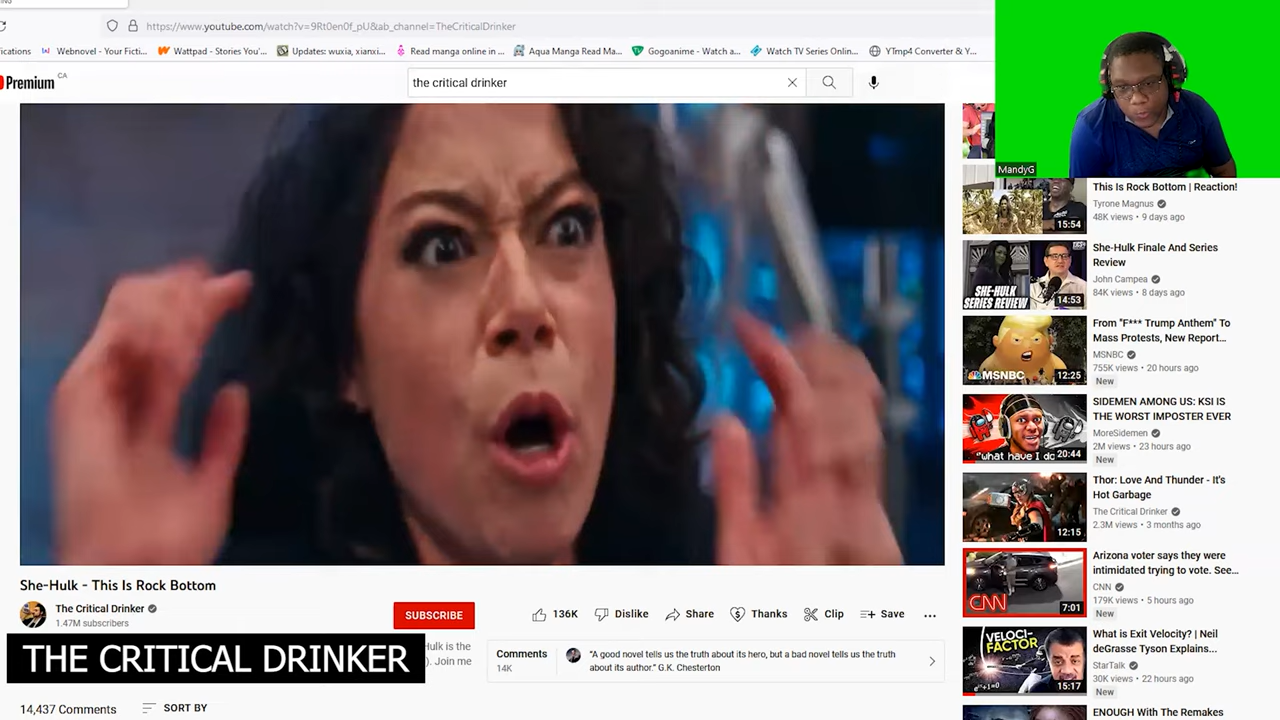 https://www.youtube.com/watch?v=9Rt0en0f_pU&ab_channel=TheCriticalDrinker
Webnovel - Your Ficti...
Wattpad - Stories You'...
Updates: wuxia, xianxi...
Read manga online in ...
Aqua Manga Read Ma...
Gogoanime - Watch a...
Watch TV Series Onlin...
YTmp4 Converter & Y...
Premium
CA
the critical drinker
MandyG
This Is Rock Bottom | Reaction!
Tyrone Magnus
48K views • 9 days ago
15:54
She-Hulk Finale And Series
Review
John Campea
84K views • 8 days ago
SHE-HULK
SERIES REVIEW
14:53
From "F*** Trump Anthem" To
Mass Protests, New Report...
MSNBC
755K views • 20 hours ago
New
MSNBC
12:25
SIDEMEN AMONG US: KSI IS
THE WORST IMPOSTER EVER
MoreSidemen
2M views • 23 hours ago
New
"what have I do
20:44
Thor: Love And Thunder - It's
Hot Garbage
The Critical Drinker
2.3M views • 3 months ago
12:15
Arizona voter says they were
intimidated trying to vote. See...
CNN
179K views • 5 hours ago
New
CNN
7:01
What is Exit Velocity? | Neil
deGrasse Tyson Explains...
StarTalk
30K views • 22 hours ago
New
VELOCI-
FACTOR
15:17
ENOUGH With The Remakes
She-Hulk - This Is Rock Bottom
The Critical Drinker
1.47M subscribers
SUBSCRIBE
136K
Dislike
Share
Thanks
Clip
Save
THE CRITICAL DRINKER
Hulk is the
). Join me
Comments
14K
"A good novel tells us the truth about its hero, but a bad novel tells us the truth
about its author." G.K. Chesterton
14,437 Comments
SORT BY